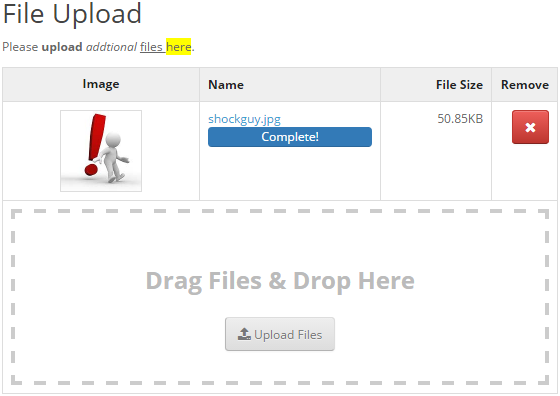 File Upload
Please upload addtional files here.
Image Name File Size Remove
shockguy.jpg 50.85KB
Complete!
Drag Files & Drop Here
Upload Files